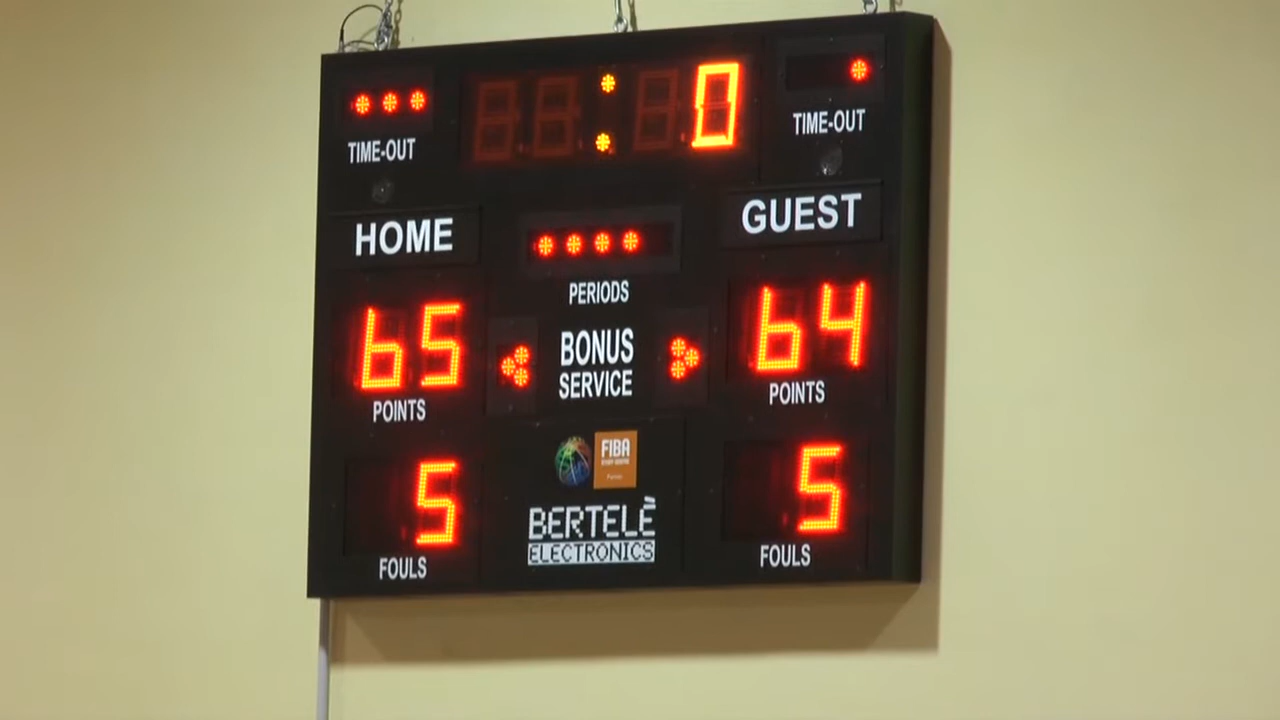 : 0
TIME-OUT
TIME-OUT
HOME
GUEST
PERIODS
65
64
BONUS
SERVICE
POINTS
POINTS
FIBA
5
5
BERTELÈ
ELECTRONICS
FOULS
FOULS